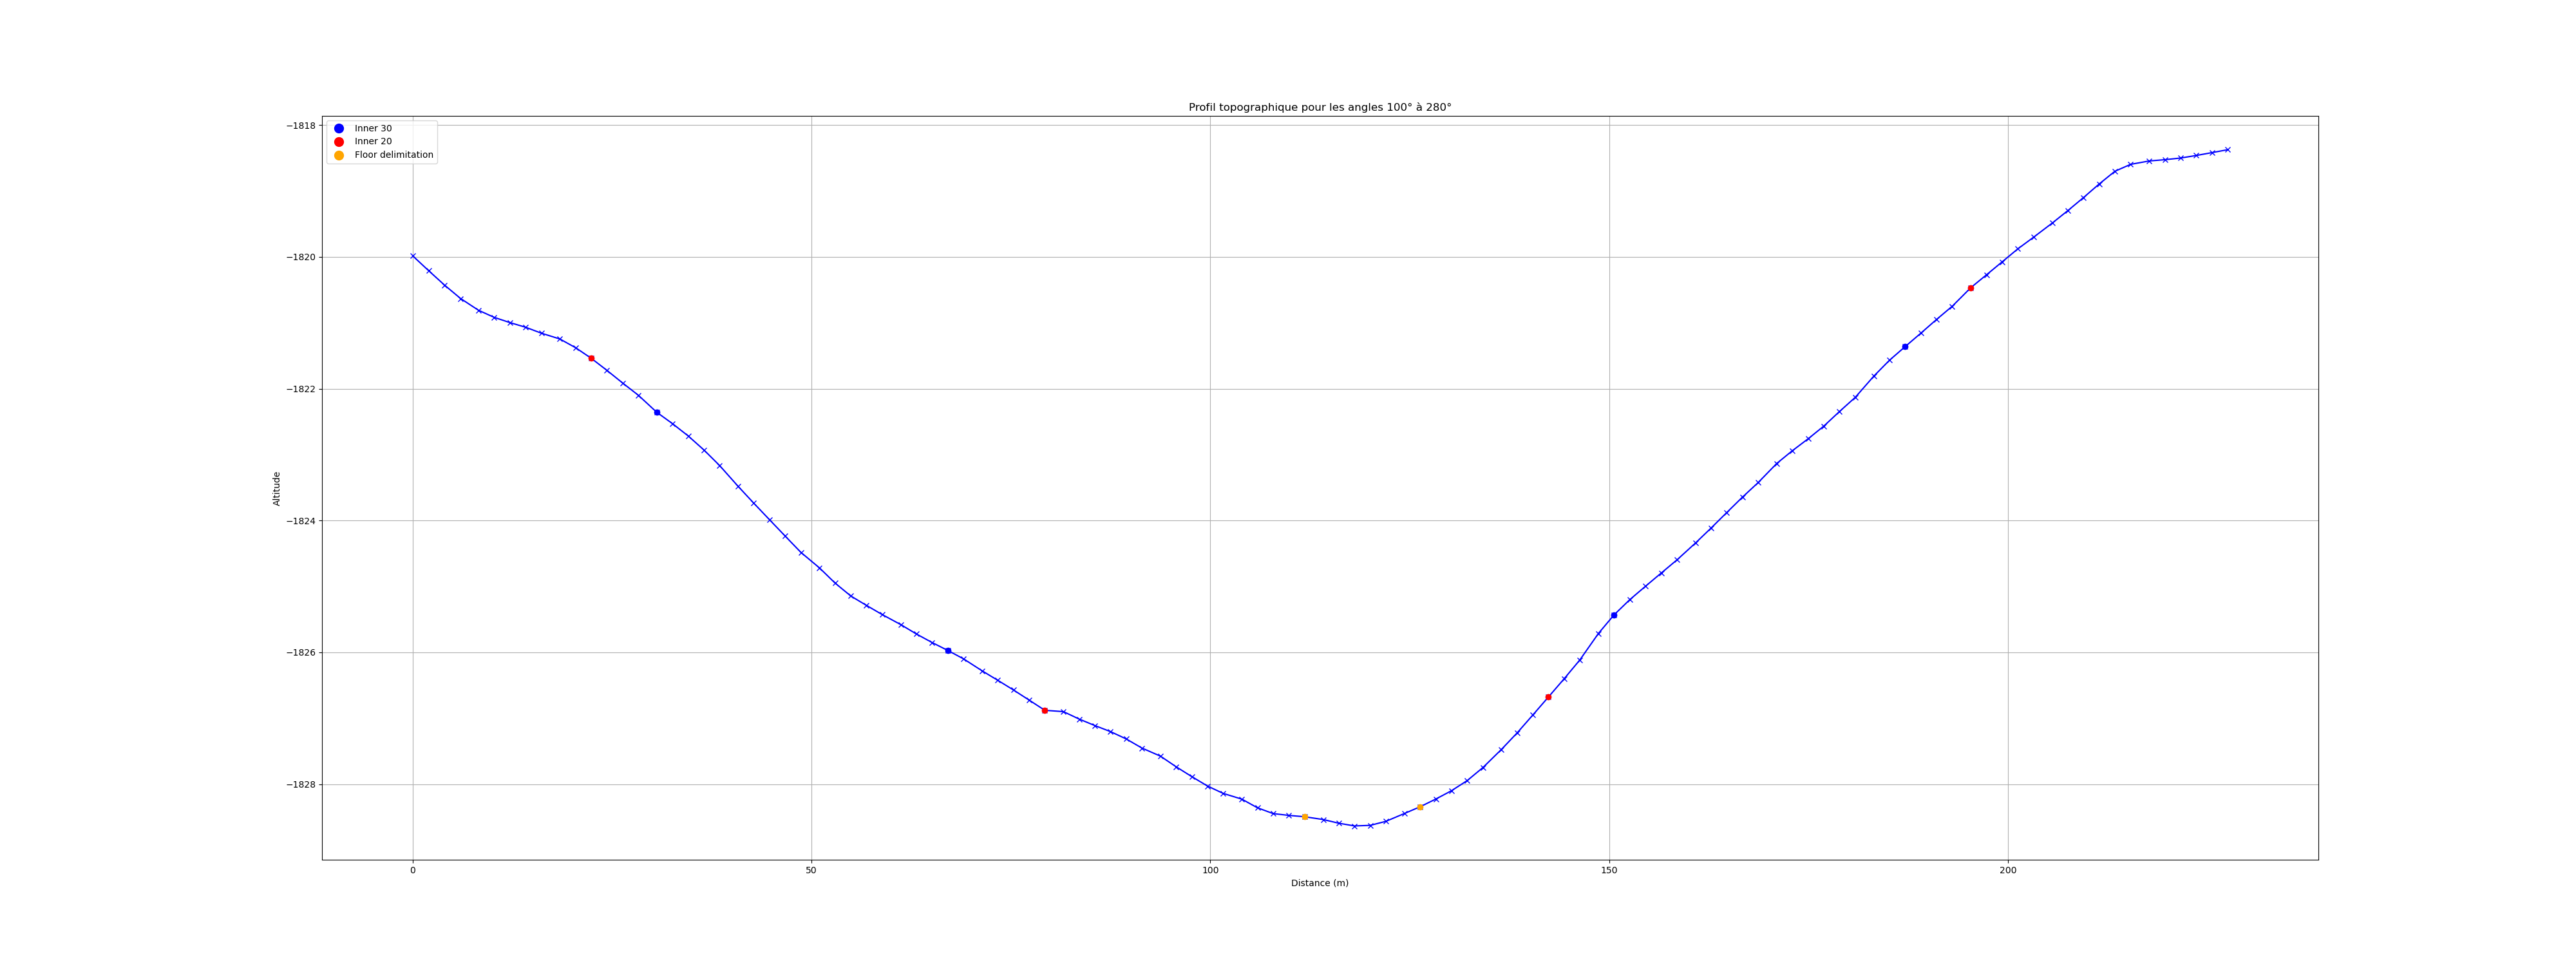 Profil topographique pour les angles 100° à 280°
Inner 30
Inner 20
Floor delimitation
−1818
−1820
−1822
−1824
−1826
−1828
Altitude
0 50 100 150 200
Distance (m)